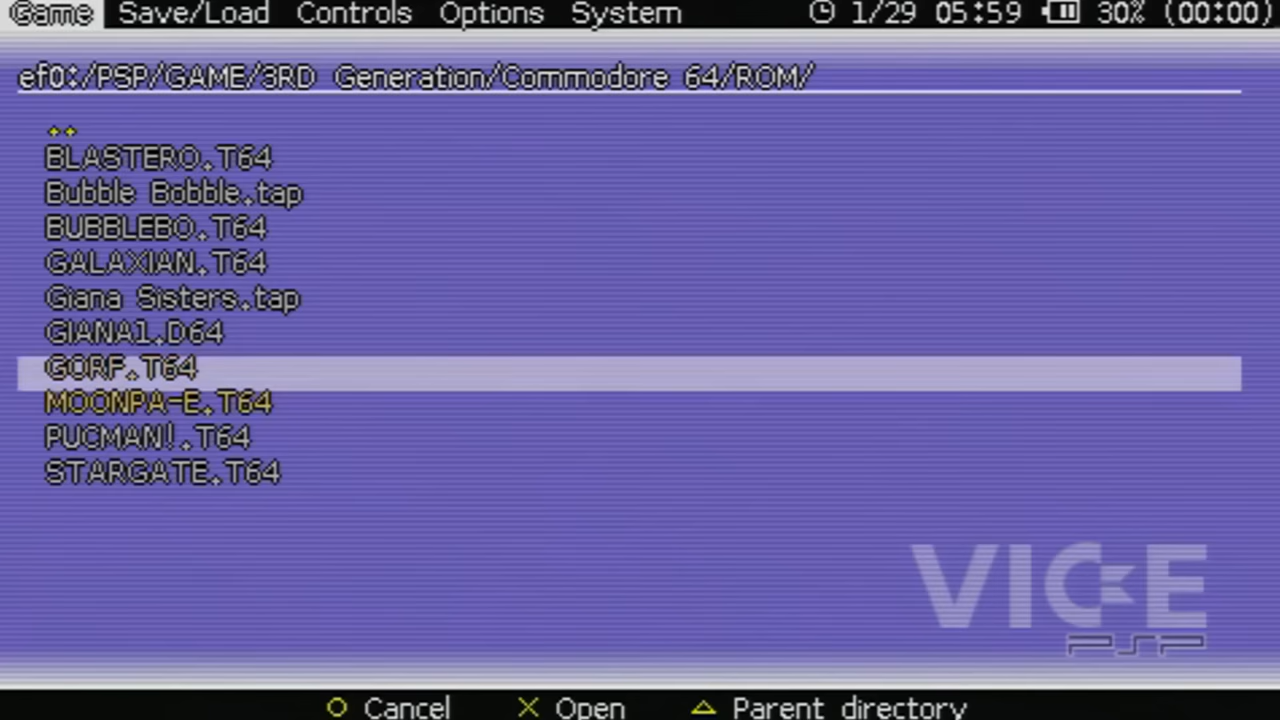 Game Save/Load Controls Options System 1/29 05:59 30% (00:00)
ef0:/PSP/GAME/3RD Generation/Commodore 64/ROM/
..
BLASTERO.T64
Bubble Bobble.tap
BUBBLEBO.T64
GALAXIAN.T64
Giana Sisters.tap
GIANA1.D64
GORF.T64
MOONPA-E.T64
PUCMAN!.T64
STARGATE.T64
VICE
PSP
O Cancel X Open △ Parent directory